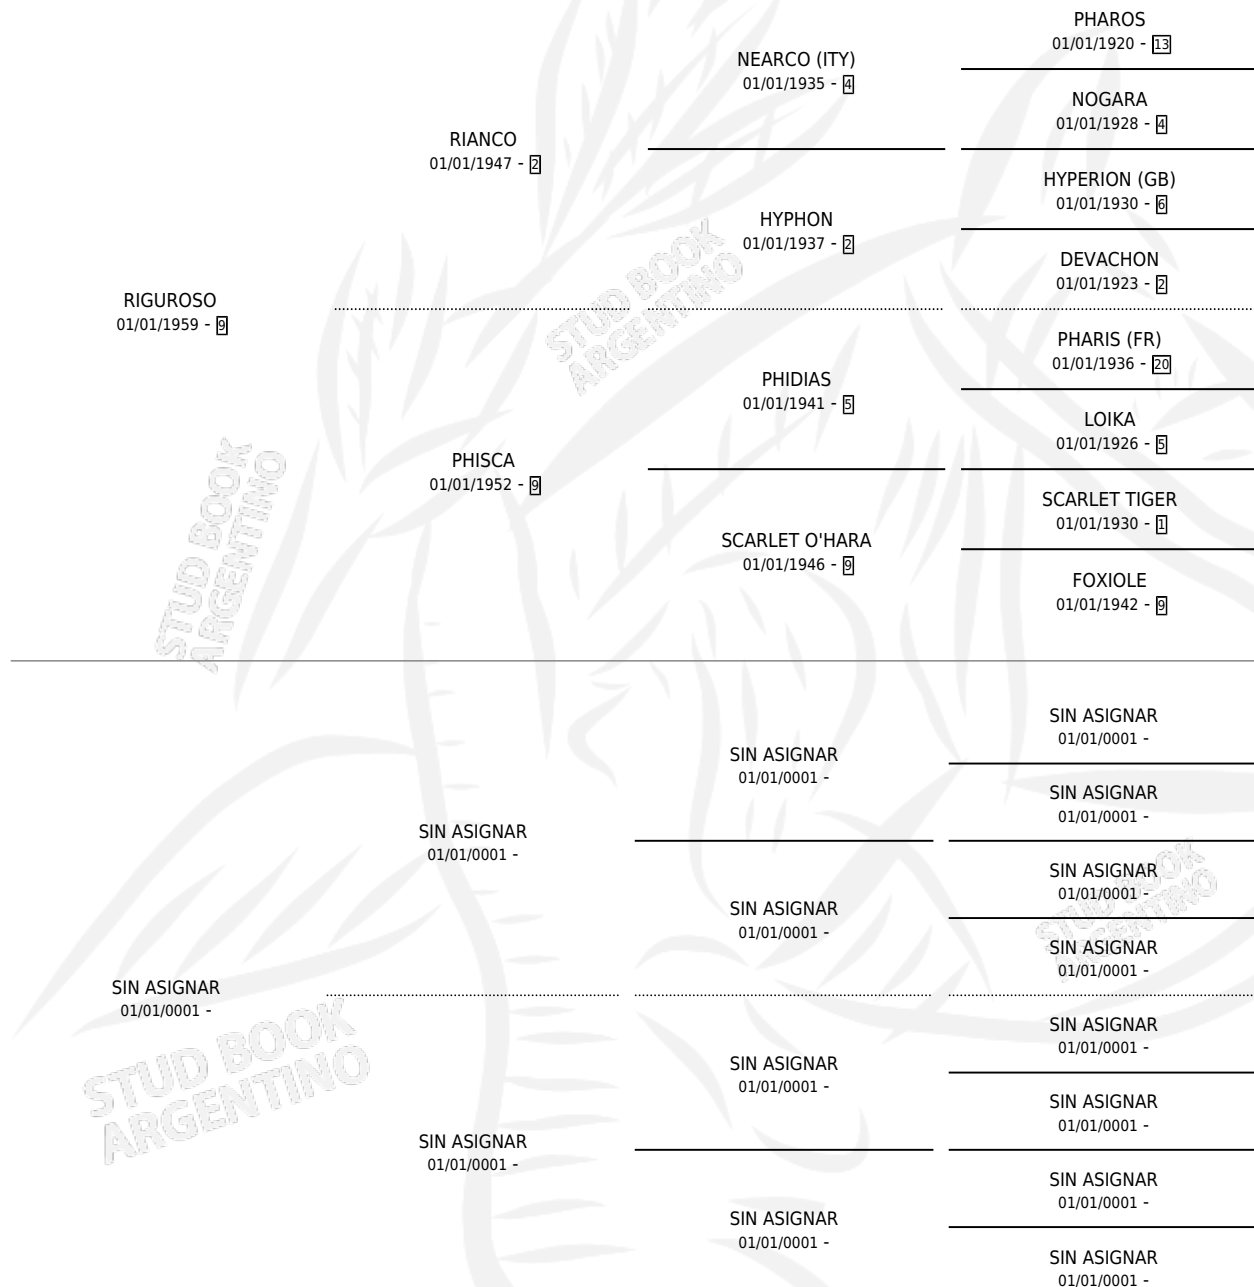 PHAROS
01/01/1920 - 13
NEARCO (ITY)
01/01/1935 - 4
NOGARA
01/01/1928 - 4
RIANCO
01/01/1947 - 2
HYPERION (GB)
01/01/1930 - 6
HYPHON
01/01/1937 - 2
DEVACHON
01/01/1923 - 2
RIGUROSO
01/01/1959 - 9
PHARIS (FR)
01/01/1936 - 20
PHIDIAS
01/01/1941 - 5
LOIKA
01/01/1926 - 5
PHISCA
01/01/1952 - 9
SCARLET TIGER
01/01/1930 - 1
SCARLET O'HARA
01/01/1946 - 9
FOXIOLE
01/01/1942 - 9
STUD BOOK
ARGENTINO
STUD BOOK
ARGENTINO
SIN ASIGNAR
01/01/0001 -
SIN ASIGNAR
01/01/0001 -
SIN ASIGNAR
01/01/0001 -
SIN ASIGNAR
01/01/0001 -
SIN ASIGNAR
01/01/0001 -
SIN ASIGNAR
01/01/0001 -
SIN ASIGNAR
01/01/0001 -
STUD BOOK
ARGENTINO
SIN ASIGNAR
01/01/0001 -
SIN ASIGNAR
01/01/0001 -
SIN ASIGNAR
01/01/0001 -
SIN ASIGNAR
01/01/0001 -
SIN ASIGNAR
01/01/0001 -
SIN ASIGNAR
01/01/0001 -
SIN ASIGNAR
01/01/0001 -
SIN ASIGNAR
01/01/0001 -
STUD BOOK
ARGENTINO